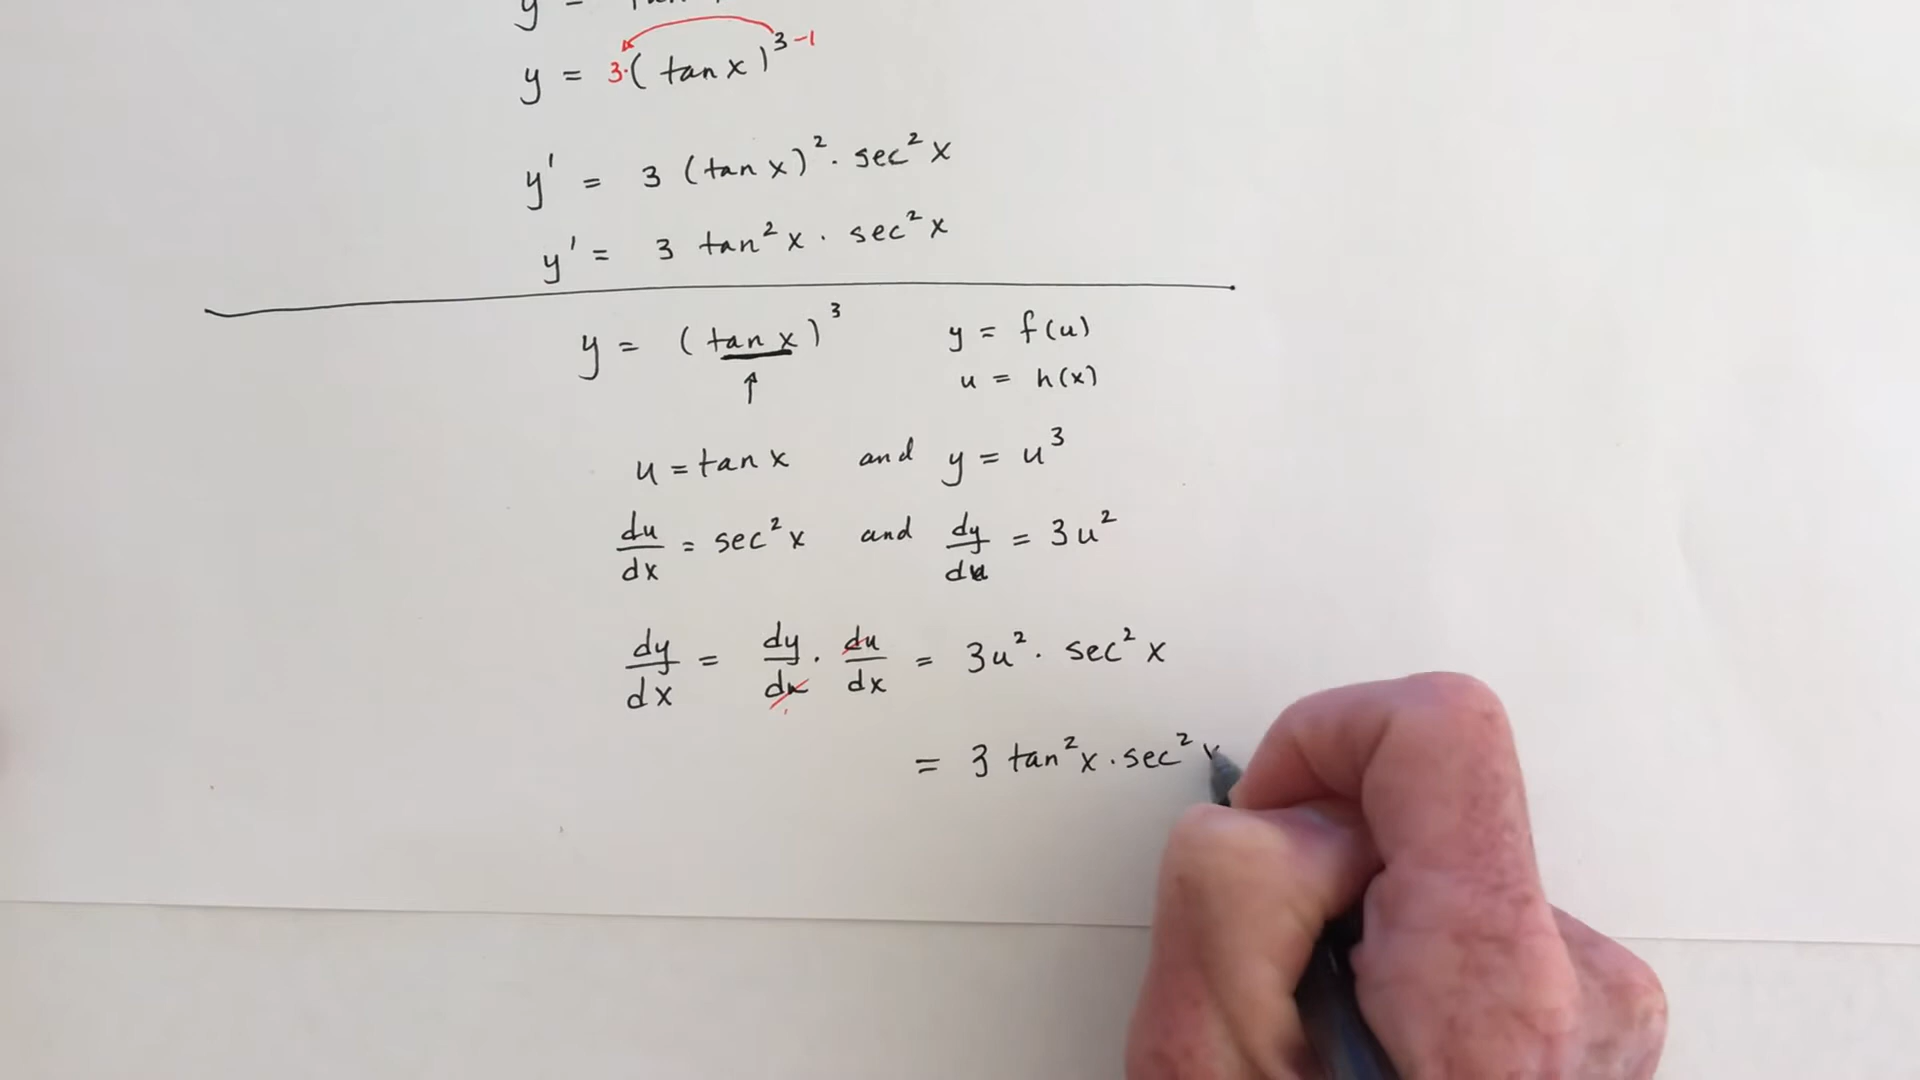 y =
y = 3·(tan x)^3-1
y' = 3 (tan x)^2 · sec^2 x
y' = 3 tan^2 x · sec^2 x
y = (tan x)^3 y = f(u)
↑ u = h(x)
u = tan x and y = u^3
du/dx = sec^2 x and dy/du = 3u^2
dy/dx = dy/du · du/dx = 3u^2 · sec^2 x
= 3 tan^2 x · sec^2 x